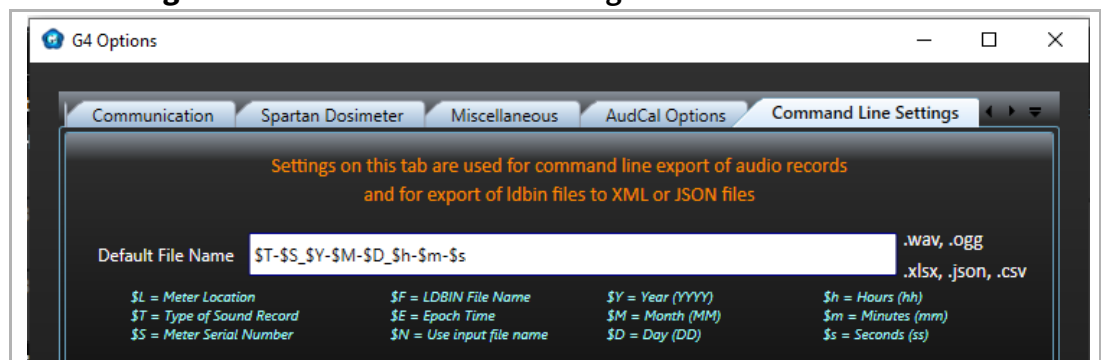 G4 Options
Communication Spartan Dosimeter Miscellaneous AudCal Options Command Line Settings
Settings on this tab are used for command line export of audio records
and for export of ldbin files to XML or JSON files
Default File Name $T-$S_$Y-$M-$D_$h-$m-$s .wav, .ogg
.xlsx, .json, .csv
$L = Meter Location $F = LDBIN File Name $Y = Year (YYYY) $h = Hours (hh)
$T = Type of Sound Record $E = Epoch Time $M = Month (MM) $m = Minutes (mm)
$S = Meter Serial Number $N = Use input file name $D = Day (DD) $s = Seconds (ss)